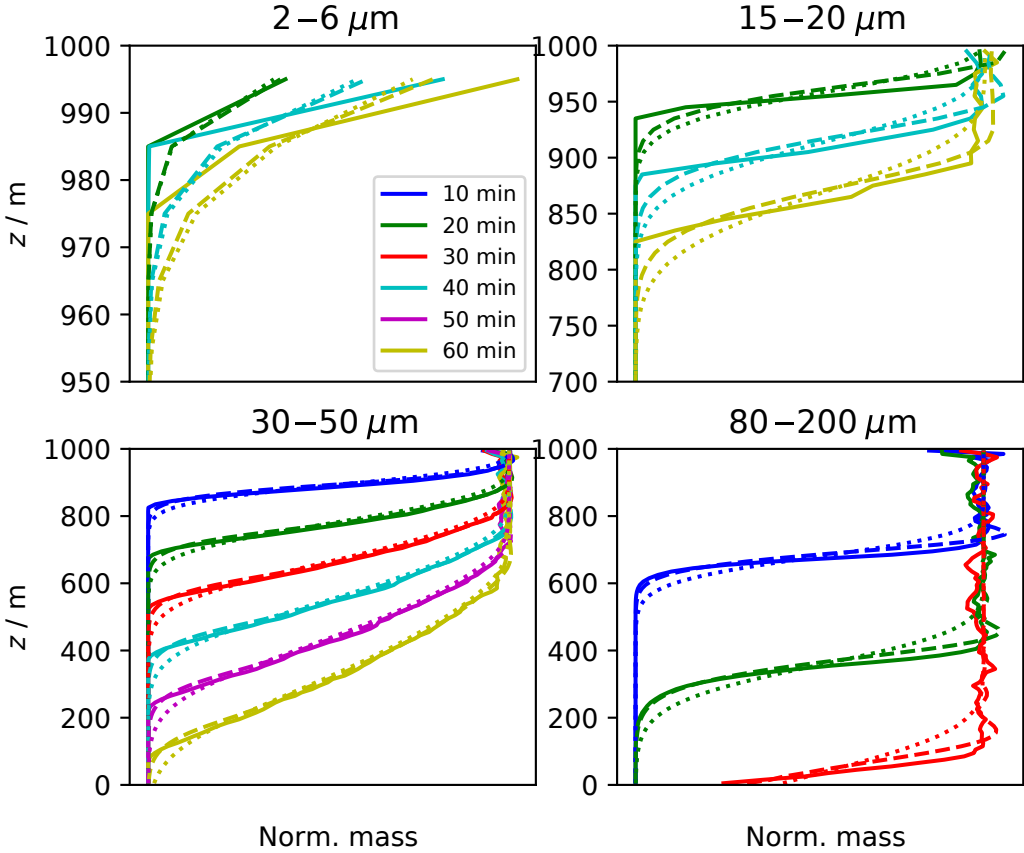 2−6 μm
15−20 μm
1000
990
980
970
960
950
z / m
10 min
20 min
30 min
40 min
50 min
60 min
1000
950
900
850
800
750
700
30−50 μm
80−200 μm
1000
800
600
400
200
0
z / m
Norm. mass
1000
800
600
400
200
0
Norm. mass